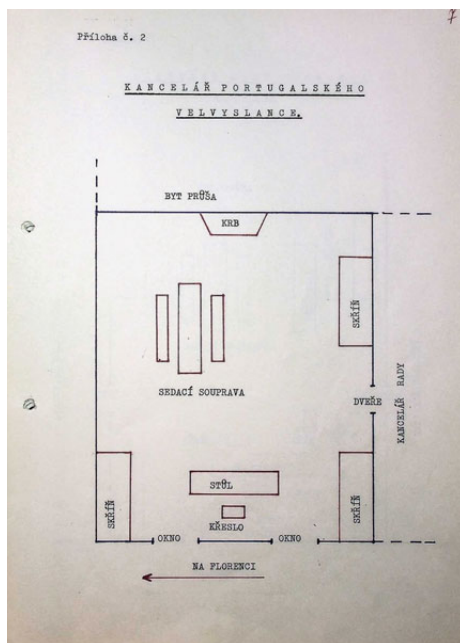 7
Příloha č. 2
KANCELÁŘ PORTUGALSKÉHO
VELVYSLANCE.
BYT PRŮŠA
KRB
SKŘÍŇ
SEDACÍ SOUPRAVA
DVEŘE
KANCELÁŘ RADY
SKŘÍŇ
STŮL
KŘESLO
SKŘÍŇ
OKNO
OKNO
NA FLORENCI